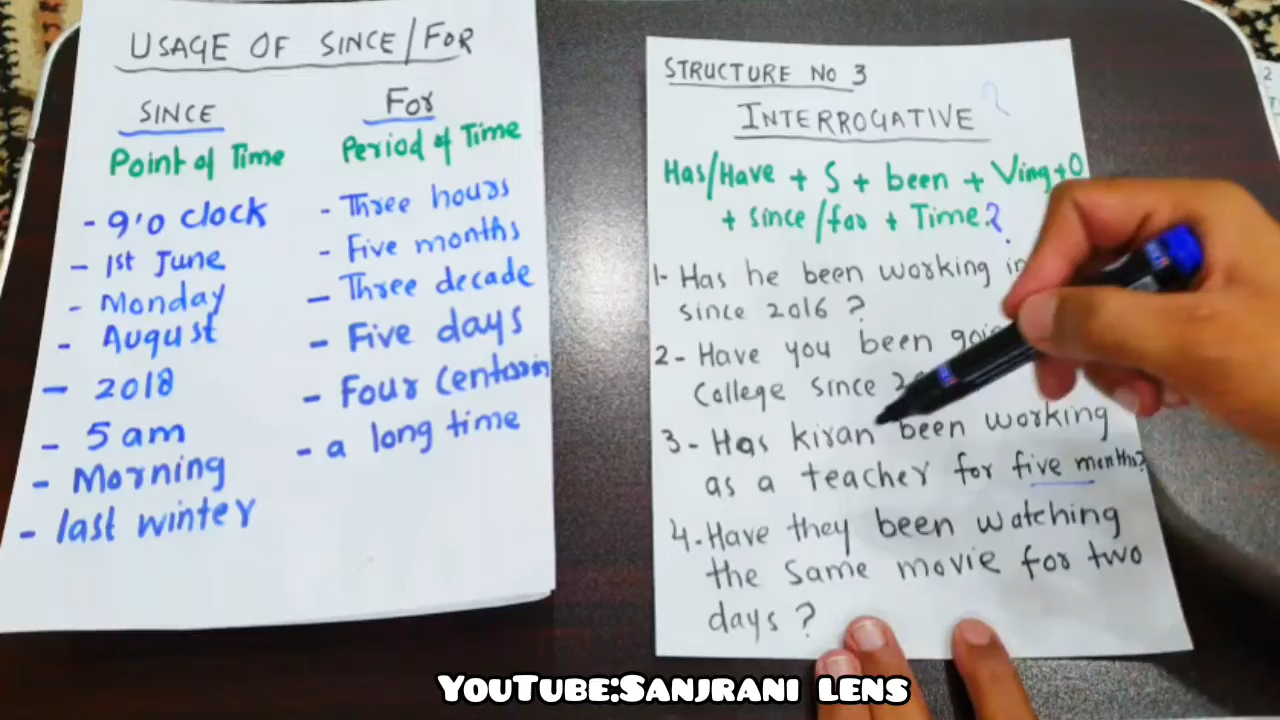 USAGE OF SINCE/FOR
SINCE
Point of Time
- 9'o clock
- 1st June
- Monday
- August
- 2018
- 5 am
- Morning
- last winter
For
Period of Time
- Three hours
- Five months
- Three decade
- Five days
- Four
- a long time
STRUCTURE NO 3
INTERROGATIVE ?
Has/Have + S + been + Ving+O
+ since/for + Time?
1- Has he been working in
since 2016 ?
2- Have you been
College since
3- Has kiran been working
as a teacher for five months?
4- Have they been watching
the same movie for two
days ?
YOUTUBE:SANJRANI LENS